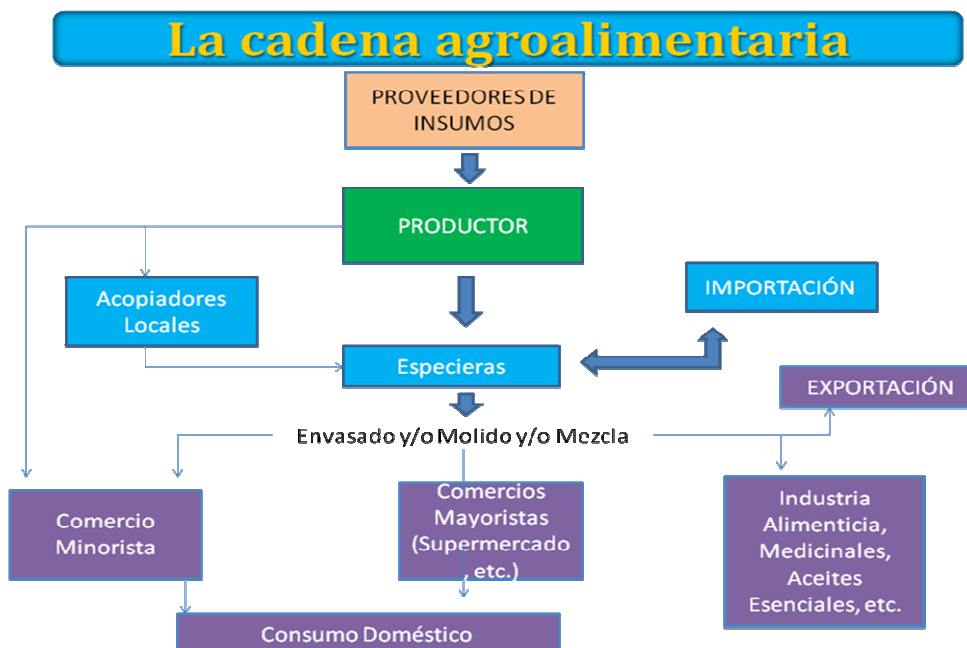 La cadena agroalimentaria
PROVEEDORES DE
INSUMOS
PRODUCTOR
Acopiadores
Locales
IMPORTACIÓN
Especieras
EXPORTACIÓN
Envasado y/o Molido y/o Mezcla
Comercio
Minorista
Comercios
Mayoristas
(Supermercado
, etc.)
Industria
Alimenticia,
Medicinales,
Aceites
Esenciales, etc.
Consumo Doméstico